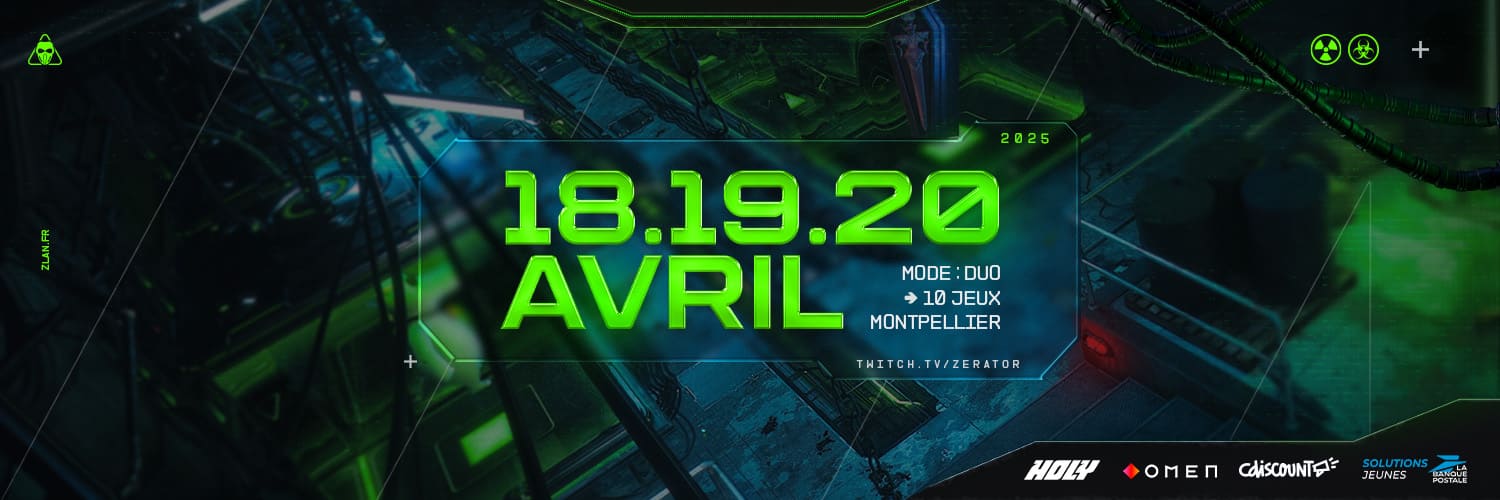 2025
18.19.20
AVRIL
MODE : DUO
➔ 10 JEUX
MONTPELLIER
TWITCH.TV/ZERATOR
ZLAN.FR
HOLY
OMEN
CDISCOUNT
SOLUTIONS
JEUNES
LA
BANQUE
POSTALE